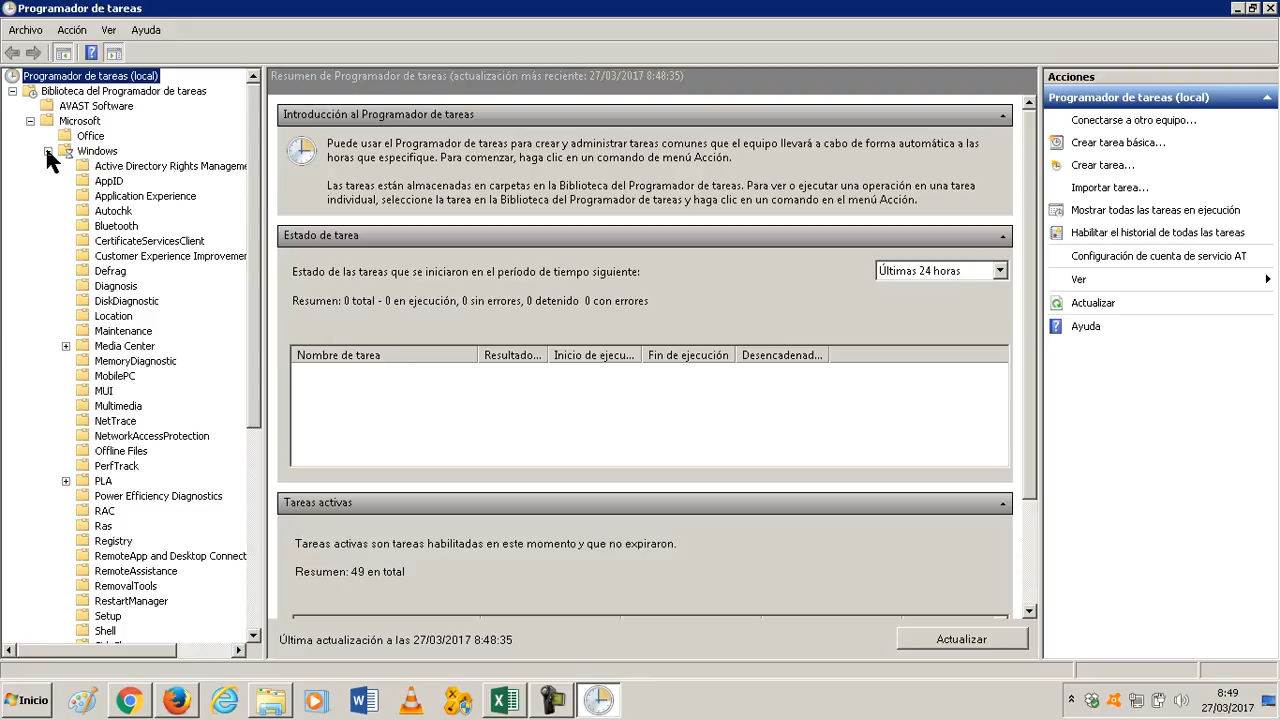 Programador de tareas
Archivo Acción Ver Ayuda
Programador de tareas (local)
Biblioteca del Programador de tareas
AVAST Software
Microsoft
Office
Windows
Active Directory Rights Manageme
AppID
Application Experience
Autochk
Bluetooth
CertificateServicesClient
Customer Experience Improvemer
Defrag
Diagnosis
DiskDiagnostic
Location
Maintenance
Media Center
MemoryDiagnostic
MobilePC
MUI
Multimedia
NetTrace
NetworkAccessProtection
Offline Files
PerfTrack
PLA
Power Efficiency Diagnostics
RAC
Ras
Registry
RemoteApp and Desktop Connect
RemoteAssistance
RemovalTools
RestartManager
Setup
Shell
Resumen de Programador de tareas (actualización más reciente: 27/03/2017 8:48:35)
Introducción al Programador de tareas
Puede usar el Programador de tareas para crear y administrar tareas comunes que el equipo llevará a cabo de forma automática a las
horas que especifique. Para comenzar, haga clic en un comando de menú Acción.
Las tareas están almacenadas en carpetas en la Biblioteca del Programador de tareas. Para ver o ejecutar una operación en una tarea
individual, seleccione la tarea en la Biblioteca del Programador de tareas y haga clic en un comando en el menú Acción.
Estado de tarea
Estado de las tareas que se iniciaron en el período de tiempo siguiente:
Últimas 24 horas
Resumen: 0 total - 0 en ejecución, 0 sin errores, 0 detenido 0 con errores
Nombre de tarea Resultado... Inicio de ejecu... Fin de ejecución Desencadenad...
Tareas activas
Tareas activas son tareas habilitadas en este momento y que no expiraron.
Resumen: 49 en total
Última actualización a las 27/03/2017 8:48:35
Actualizar
Acciones
Programador de tareas (local)
Conectarse a otro equipo...
Crear tarea básica...
Crear tarea...
Importar tarea...
Mostrar todas las tareas en ejecución
Habilitar el historial de todas las tareas
Configuración de cuenta de servicio AT
Ver
Actualizar
Ayuda
Inicio
8:49
27/03/2017